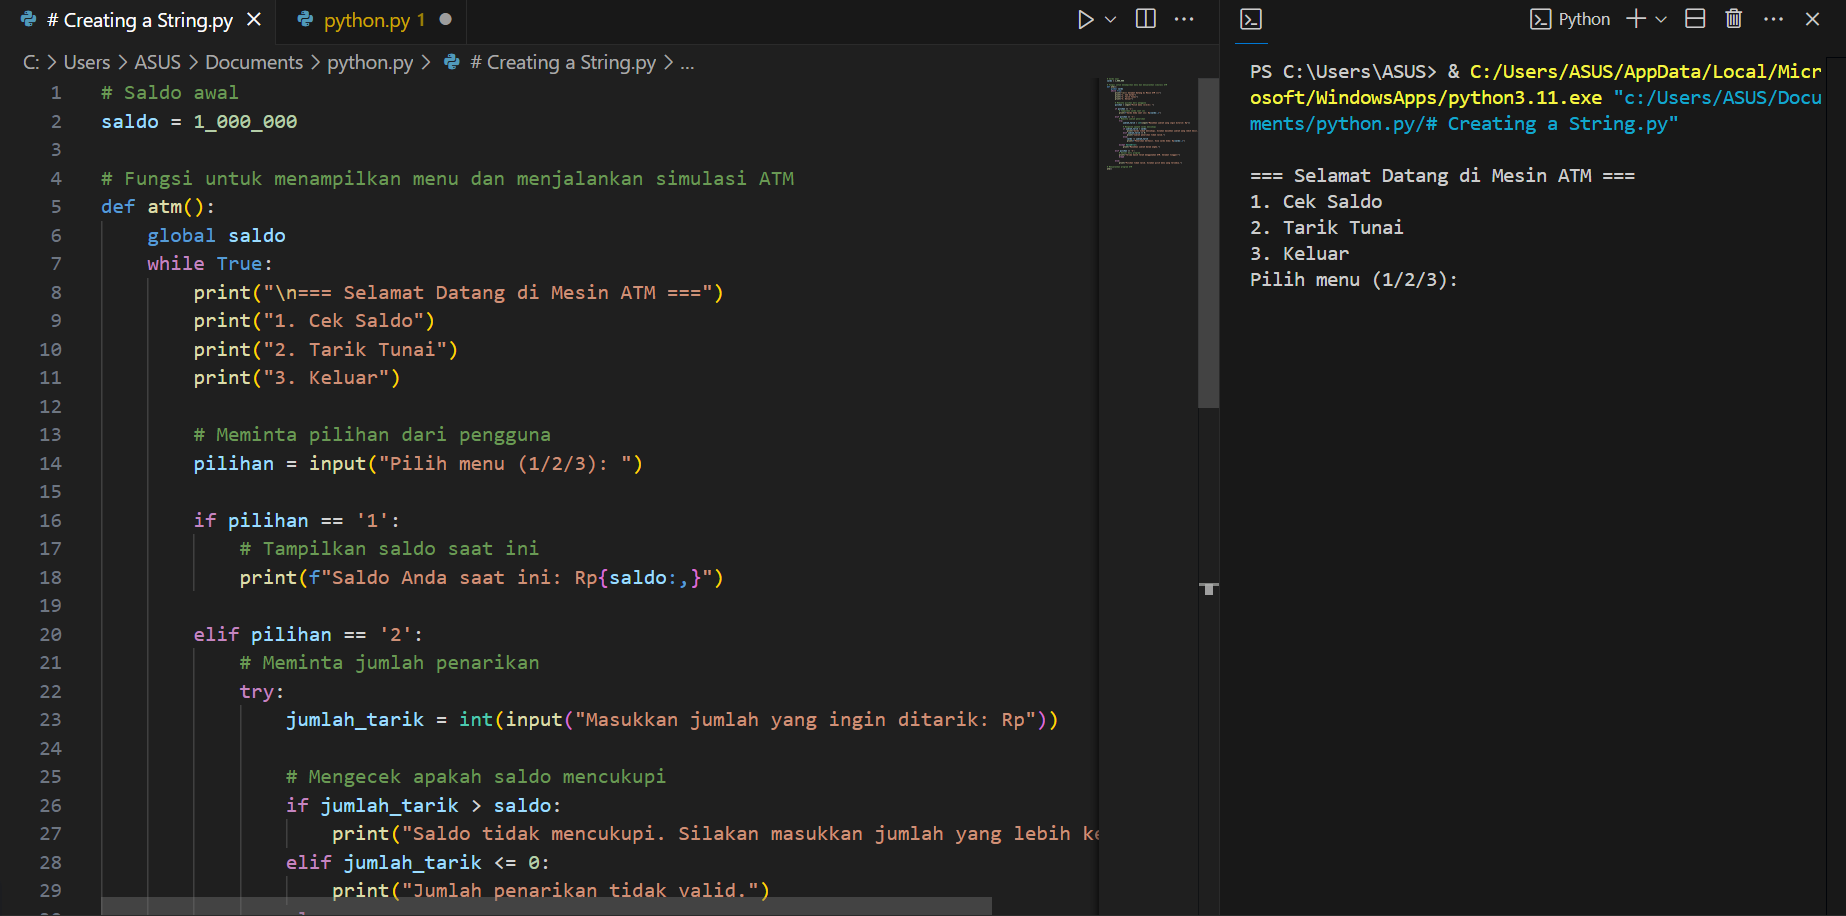 # Creating a String.py
python.py 1
C: > Users > ASUS > Documents > python.py > # Creating a String.py > ...
1 # Saldo awal
2 saldo = 1_000_000
3
4 # Fungsi untuk menampilkan menu dan menjalankan simulasi ATM
5 def atm():
6 global saldo
7 while True:
8 print("\n=== Selamat Datang di Mesin ATM ===")
9 print("1. Cek Saldo")
10 print("2. Tarik Tunai")
11 print("3. Keluar")
12
13 # Meminta pilihan dari pengguna
14 pilihan = input("Pilih menu (1/2/3): ")
15
16 if pilihan == '1':
17 # Tampilkan saldo saat ini
18 print(f"Saldo Anda saat ini: Rp{saldo:,}")
19
20 elif pilihan == '2':
21 # Meminta jumlah penarikan
22 try:
23 jumlah_tarik = int(input("Masukkan jumlah yang ingin ditarik: Rp"))
24
25 # Mengecek apakah saldo mencukupi
26 if jumlah_tarik > saldo:
27 print("Saldo tidak mencukupi. Silakan masukkan jumlah yang lebih ke
28 elif jumlah_tarik <= 0:
29 print("Jumlah penarikan tidak valid.")
Python
PS C:\Users\ASUS> & C:/Users/ASUS/AppData/Local/Micr
osoft/WindowsApps/python3.11.exe "c:/Users/ASUS/Docu
ments/python.py/# Creating a String.py"
=== Selamat Datang di Mesin ATM ===
1. Cek Saldo
2. Tarik Tunai
3. Keluar
Pilih menu (1/2/3):